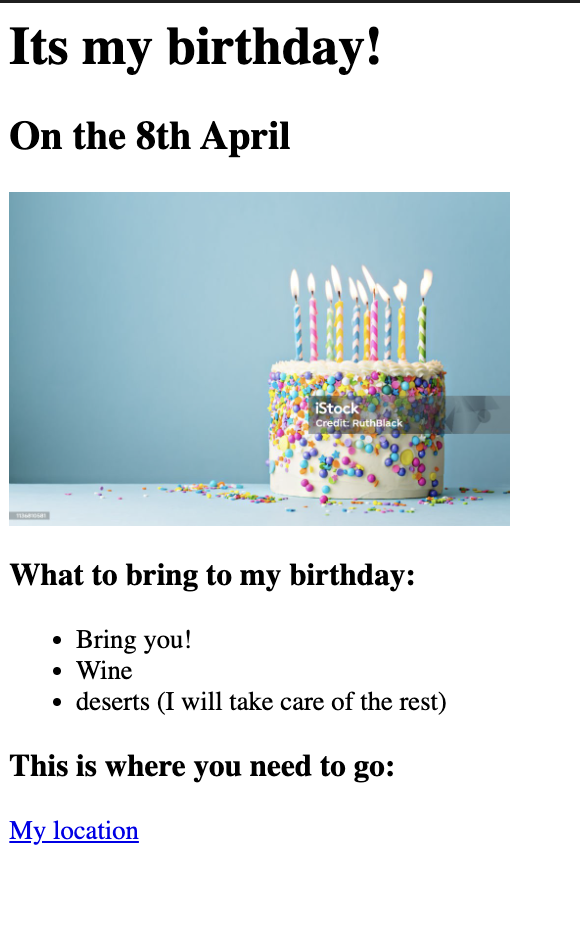 Its my birthday!
On the 8th April
iStock
Credit: RuthBlack
What to bring to my birthday:
Bring you!
Wine
deserts (I will take care of the rest)
This is where you need to go:
My location